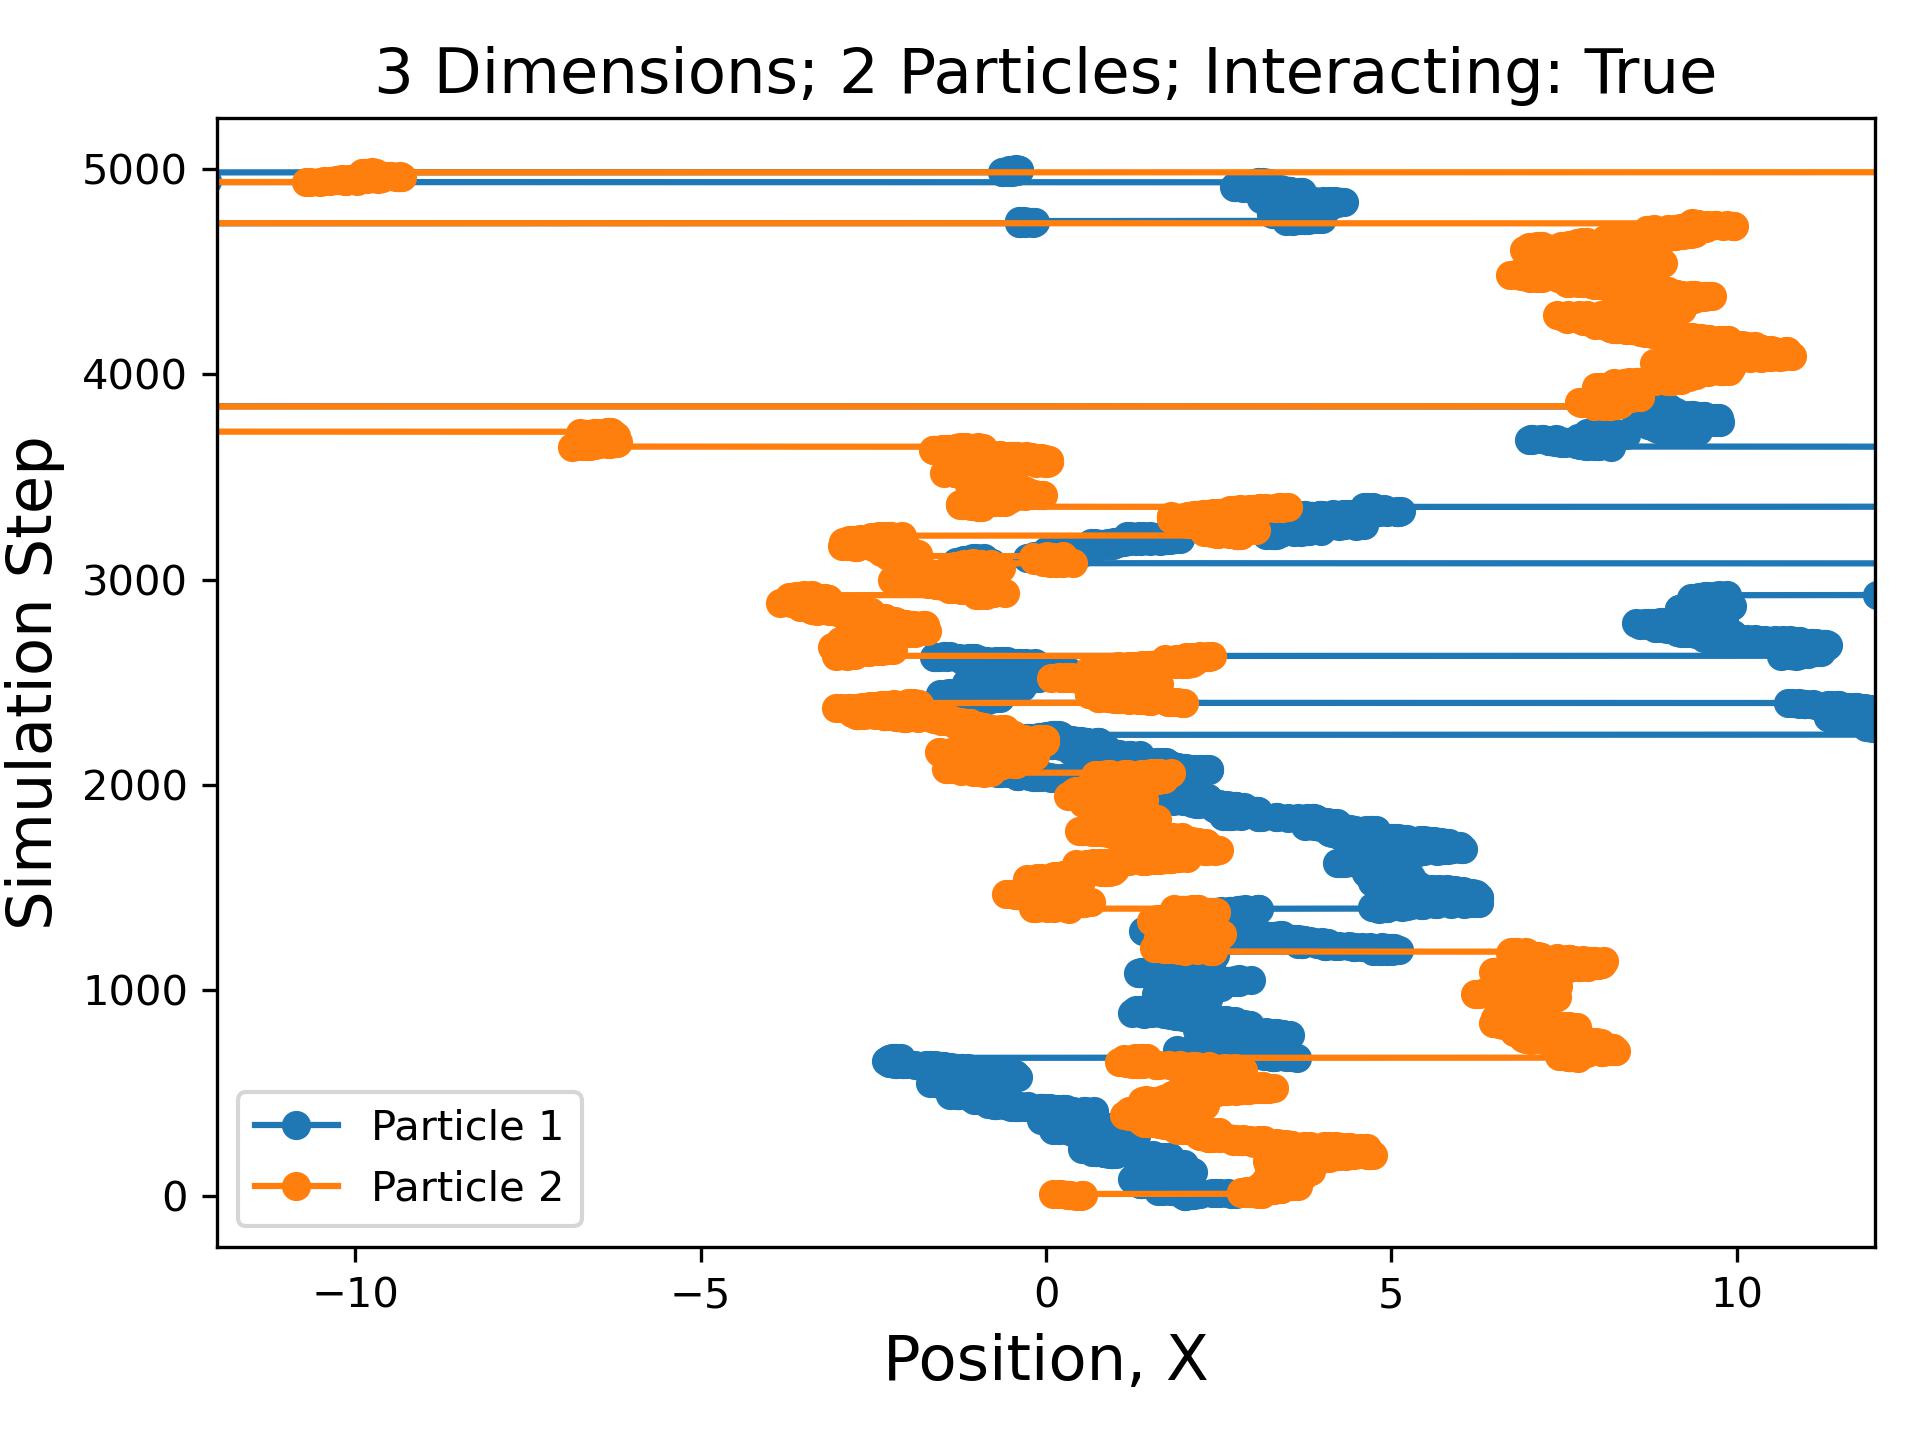 3 Dimensions; 2 Particles; Interacting: True
Simulation Step
5000
4000
3000
2000
1000
0
Particle 1
Particle 2
−10
−5
0
5
10
Position, X